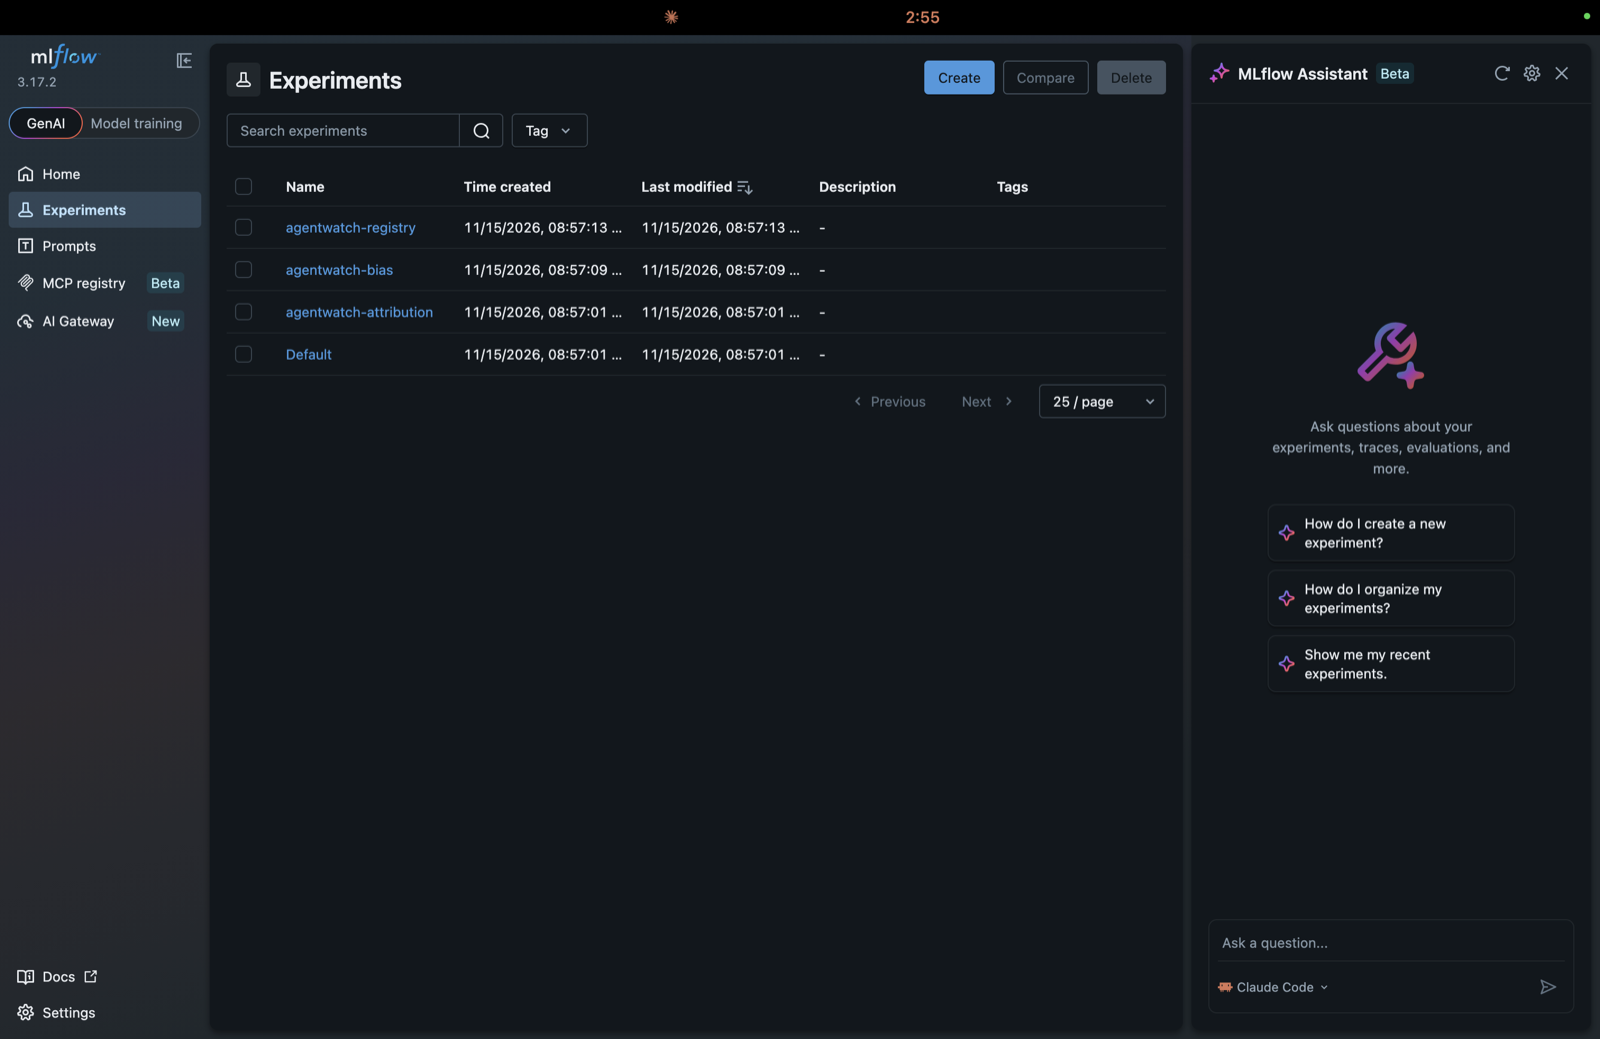 2:55
mlflow
3.17.2
GenAI Model training
Home
Experiments
Prompts
MCP registry Beta
AI Gateway New
Docs
Settings
Experiments
Create Compare Delete
Search experiments Tag
Name Time created Last modified Description Tags
agentwatch-registry 11/15/2026, 08:57:13 ... 11/15/2026, 08:57:13 ... -
agentwatch-bias 11/15/2026, 08:57:09 ... 11/15/2026, 08:57:09 ... -
agentwatch-attribution 11/15/2026, 08:57:01 ... 11/15/2026, 08:57:01 ... -
Default 11/15/2026, 08:57:01 ... 11/15/2026, 08:57:01 ... -
Previous Next 25 / page
MLflow Assistant Beta
Ask questions about your
experiments, traces, evaluations, and
more.
How do I create a new
experiment?
How do I organize my
experiments?
Show me my recent
experiments.
Ask a question...
Claude Code